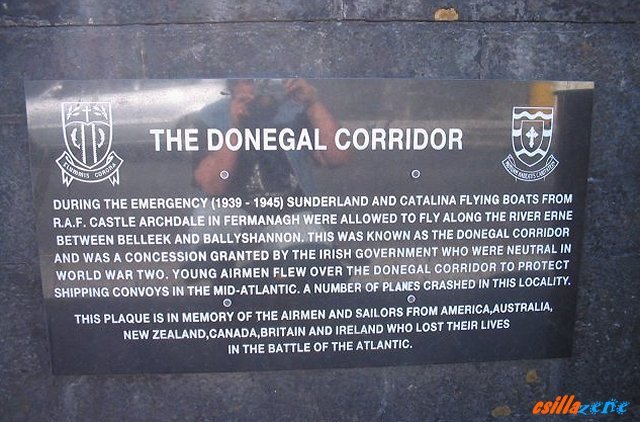 THE DONEGAL CORRIDOR
DURING THE EMERGENCY (1939 - 1945) SUNDERLAND AND CATALINA FLYING BOATS FROM
R.A.F. CASTLE ARCHDALE IN FERMANAGH WERE ALLOWED TO FLY ALONG THE RIVER ERNE
BETWEEN BELLEEK AND BALLYSHANNON. THIS WAS KNOWN AS THE DONEGAL CORRIDOR
AND WAS A CONCESSION GRANTED BY THE IRISH GOVERNMENT WHO WERE NEUTRAL IN
WORLD WAR TWO. YOUNG AIRMEN FLEW OVER THE DONEGAL CORRIDOR TO PROTECT
SHIPPING CONVOYS IN THE MID-ATLANTIC. A NUMBER OF PLANES CRASHED IN THIS LOCALITY.
THIS PLAQUE IS IN MEMORY OF THE AIRMEN AND SAILORS FROM AMERICA,AUSTRALIA,
NEW ZEALAND,CANADA,BRITAIN AND IRELAND WHO LOST THEIR LIVES
IN THE BATTLE OF THE ATLANTIC.
csillazene